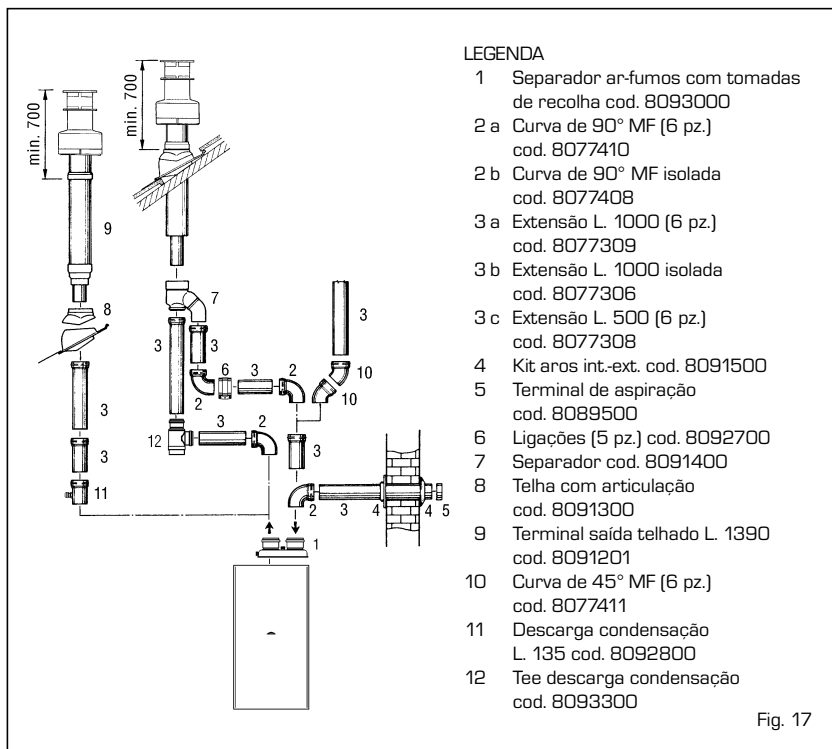 min. 700
min. 700
9
8
7
3
3
3
6
3
2
10
10
3
2
3
12
3
2
3
3
11
2
3
4
4
5
1
LEGENDA
1 Separador ar-fumos com tomadas
de recolha cod. 8093000
2 a Curva de 90° MF (6 pz.)
cod. 8077410
2 b Curva de 90° MF isolada
cod. 8077408
3 a Extensão L. 1000 (6 pz.)
cod. 8077309
3 b Extensão L. 1000 isolada
cod. 8077306
3 c Extensão L. 500 (6 pz.)
cod. 8077308
4 Kit aros int.-ext. cod. 8091500
5 Terminal de aspiração
cod. 8089500
6 Ligações (5 pz.) cod. 8092700
7 Separador cod. 8091400
8 Telha com articulação
cod. 8091300
9 Terminal saída telhado L. 1390
cod. 8091201
10 Curva de 45° MF (6 pz.)
cod. 8077411
11 Descarga condensação
L. 135 cod. 8092800
12 Tee descarga condensação
cod. 8093300
Fig. 17